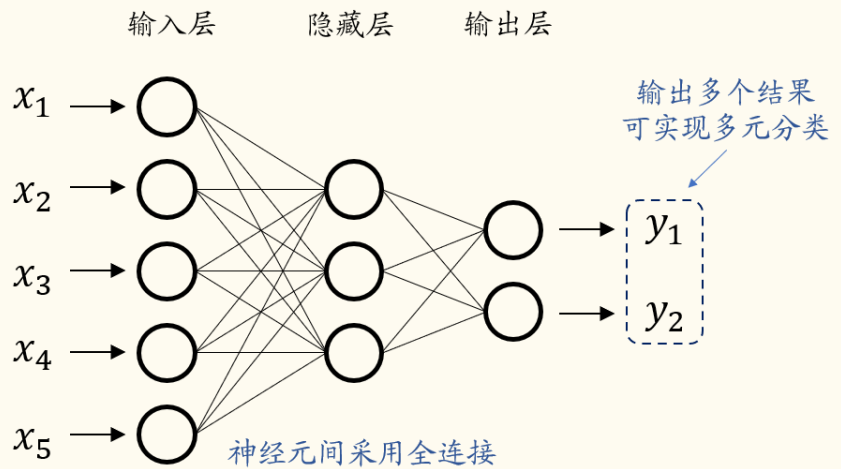 输入层 隐藏层 输出层
x₁
x₂
x₃
x₄
x₅
输出多个结果
可实现多元分类
y₁
y₂
神经元间采用全连接